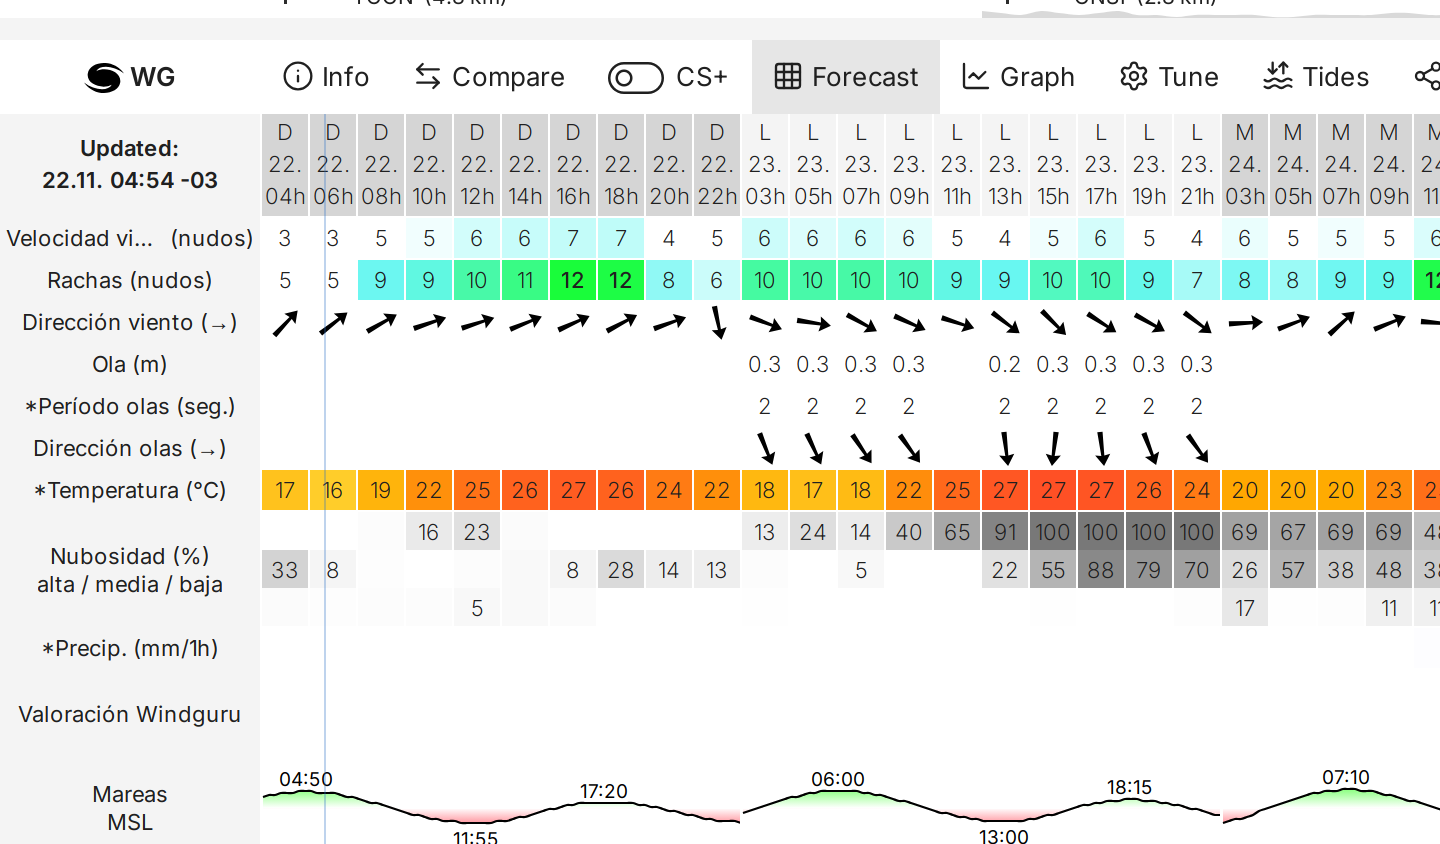 WG Info Compare CS+ Forecast Graph Tune Tides
Updated:
22.11. 04:54 -03
D D D D D D D D D D L L L L L L L L L L M M M M
22. 22. 22. 22. 22. 22. 22. 22. 22. 22. 23. 23. 23. 23. 23. 23. 23. 23. 23. 23. 24. 24. 24. 24.
04h 06h 08h 10h 12h 14h 16h 18h 20h 22h 03h 05h 07h 09h 11h 13h 15h 17h 19h 21h 03h 05h 07h 09h
Velocidad vi... (nudos) 3 3 5 5 6 6 7 7 4 5 6 6 6 6 5 4 5 6 5 4 6 5 5 5 6
Rachas (nudos) 5 5 9 9 10 11 12 12 8 6 10 10 10 10 9 9 10 10 9 7 8 8 9 9 12
Dirección viento (→)
Ola (m) 0.3 0.3 0.3 0.3 0.2 0.3 0.3 0.3 0.3
*Período olas (seg.) 2 2 2 2 2 2 2 2 2
Dirección olas (→)
*Temperatura (°C) 17 16 19 22 25 26 27 26 24 22 18 17 18 22 25 27 27 27 26 24 20 20 20 23
16 23 13 24 14 40 65 91 100 100 100 100 69 67 69 69
Nubosidad (%)
33 8 8 28 14 13 5 22 55 88 79 70 26 57 38 48
alta / media / baja
5 17 11
*Precip. (mm/1h)
Valoración Windguru
04:50 17:20 06:00 18:15 07:10
Mareas
MSL
11:55 13:00